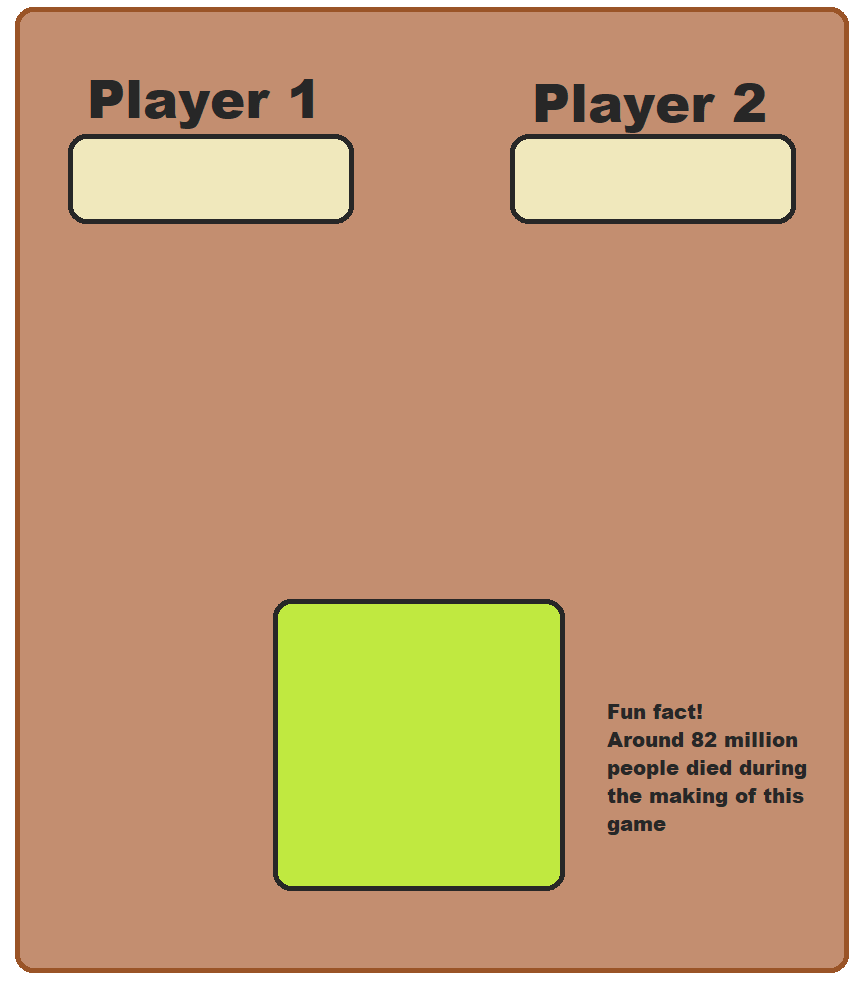 Player 1
Player 2
Fun fact!
Around 82 million
people died during
the making of this
game